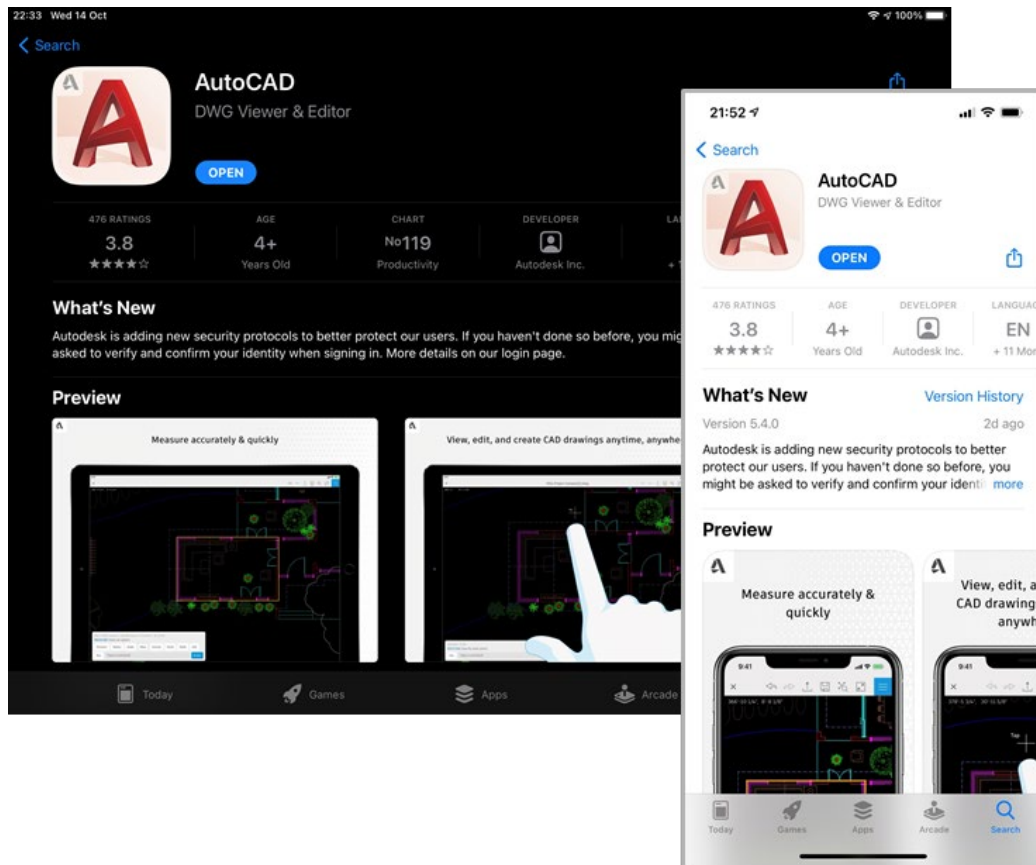 22:33 Wed 14 Oct
100%
Search
AutoCAD
DWG Viewer & Editor
OPEN
476 RATINGS
3.8
AGE
4+
Years Old
CHART
No119
Productivity
DEVELOPER
Autodesk Inc.
What's New
Autodesk is adding new security protocols to better protect our users. If you haven't done so before, you mig
asked to verify and confirm your identity when signing in. More details on our login page.
Preview
Measure accurately & quickly
View, edit, and create CAD drawings anytime, anywhe
Today
Games
Apps
Arcade
21:52
Search
AutoCAD
DWG Viewer & Editor
OPEN
476 RATINGS
3.8
AGE
4+
Years Old
DEVELOPER
Autodesk Inc.
LANGUAG
EN
+ 11 Mor
What's New
Version History
Version 5.4.0
2d ago
Autodesk is adding new security protocols to better
protect our users. If you haven't done so before, you
might be asked to verify and confirm your identi more
Preview
Measure accurately &
quickly
View, edit, a
CAD drawing
anywh
9:41
9:41
Tap
Today
Games
Apps
Arcade
Search